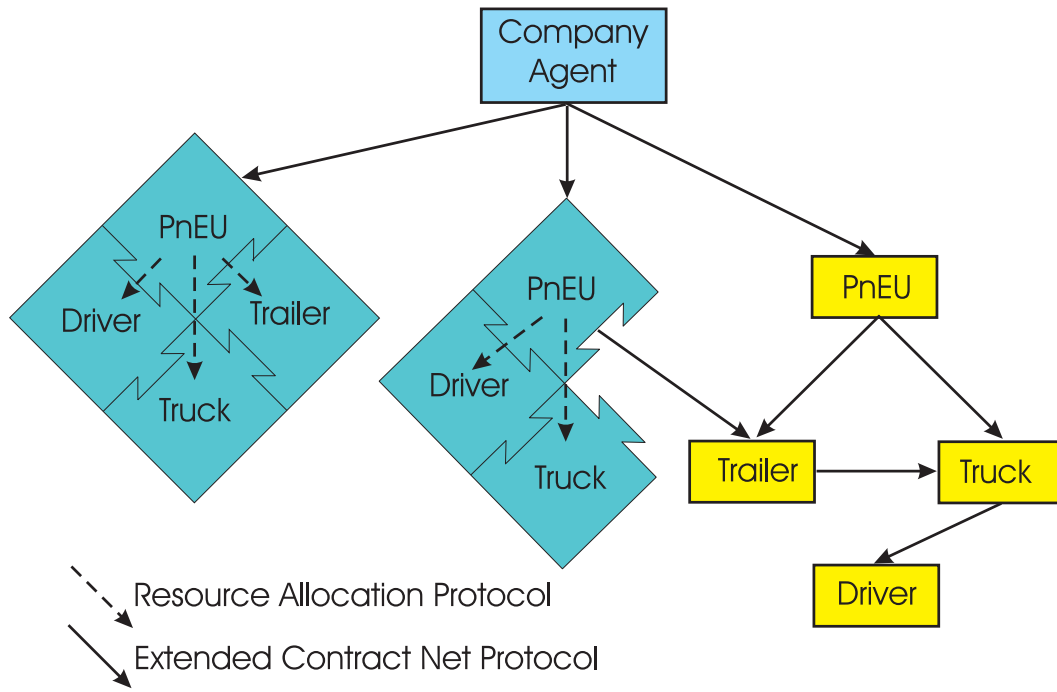 Company
Agent
PnEU
Driver
Trailer
Truck
PnEU
Driver
Truck
PnEU
Trailer
Truck
Driver
Resource Allocation Protocol
Extended Contract Net Protocol